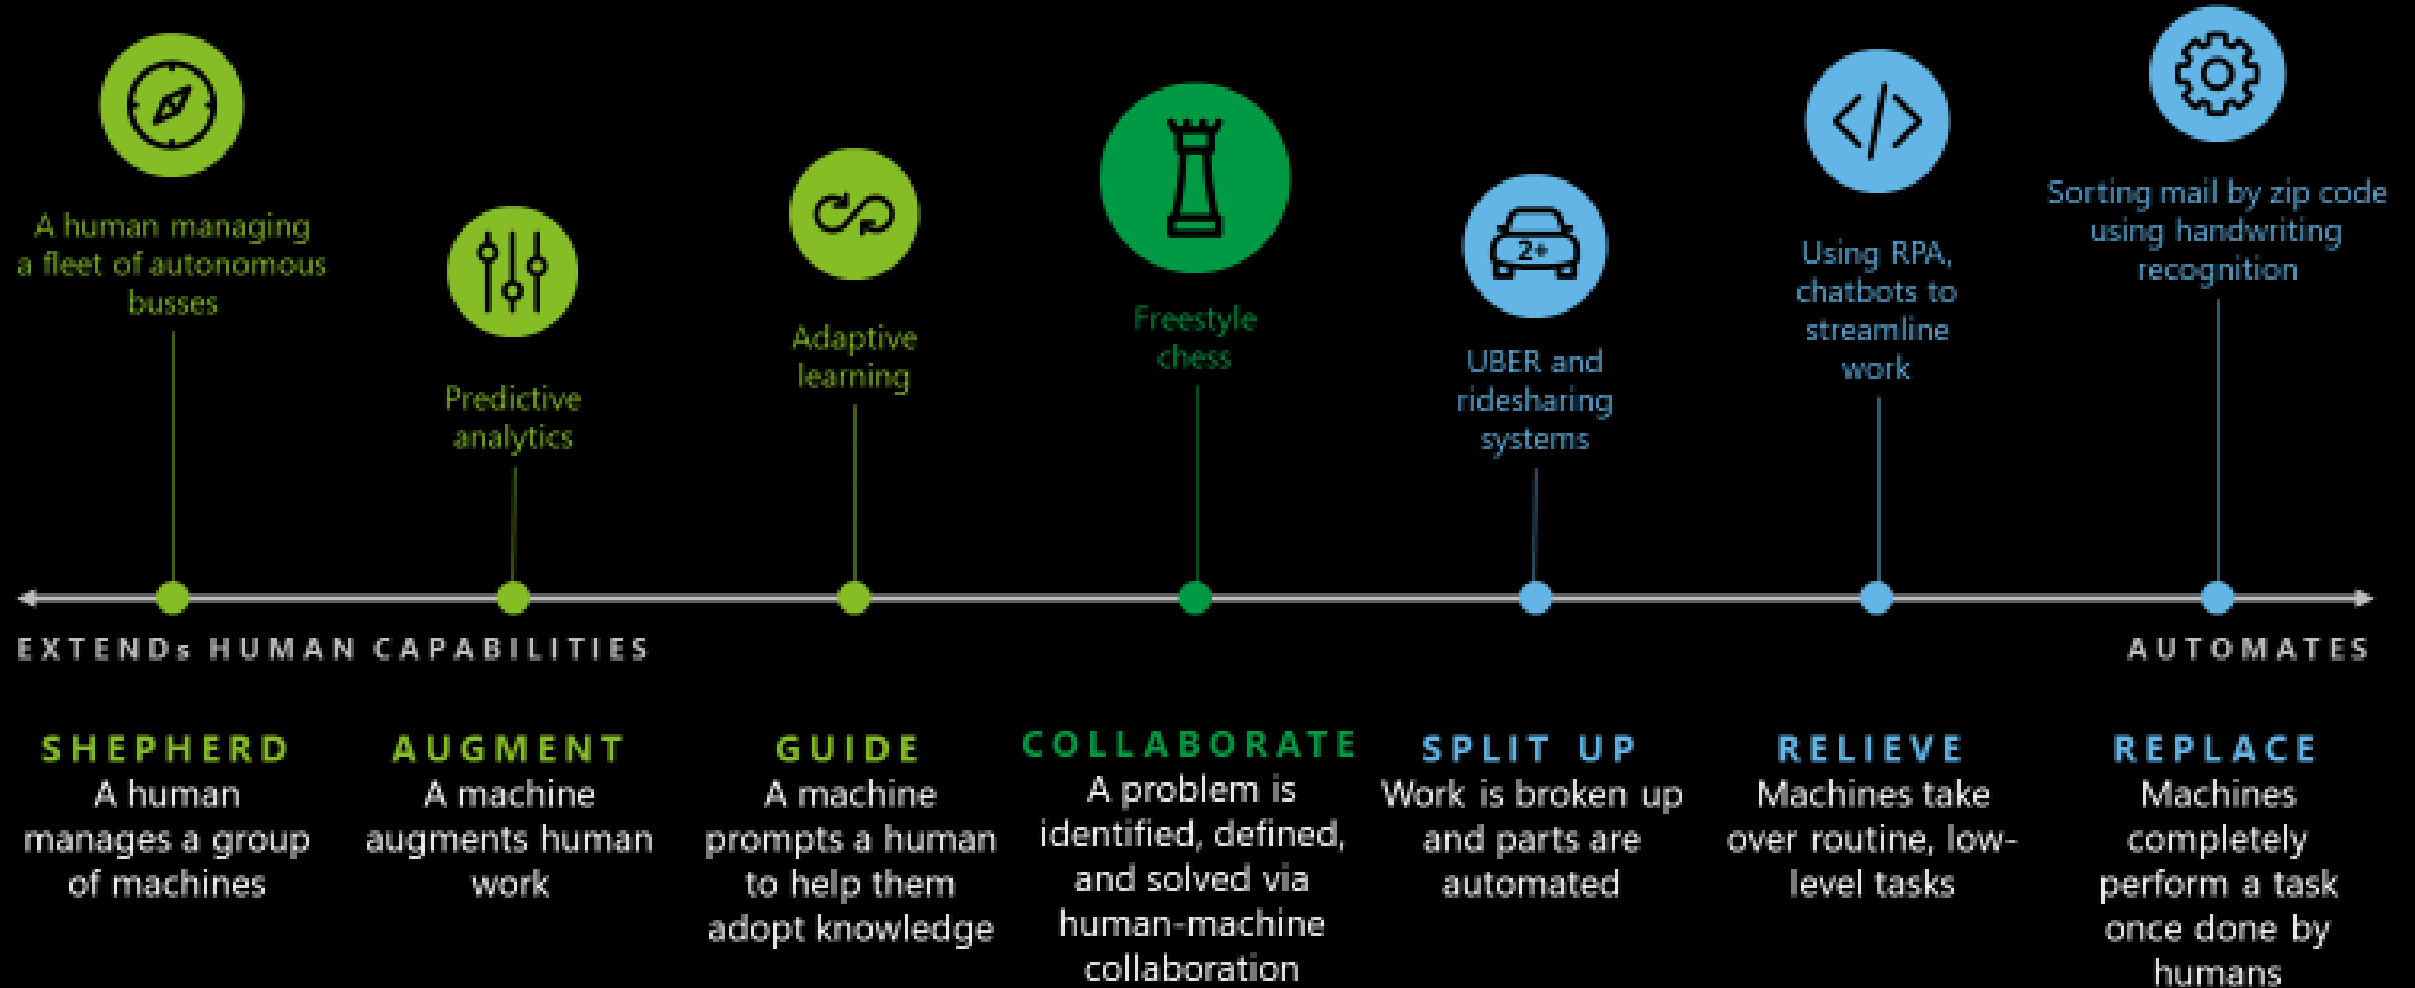 A human managing
a fleet of autonomous
busses
Predictive
analytics
Adaptive
learning
Freestyle
chess
2+
UBER and
ridesharing
systems
Using RPA,
chatbots to
streamline
work
Sorting mail by zip code
using handwriting
recognition
EXTENDs HUMAN CAPABILITIES
AUTOMATES
SHEPHERD
A human
manages a group
of machines
AUGMENT
A machine
augments human
work
GUIDE
A machine
prompts a human
to help them
adopt knowledge
COLLABORATE
A problem is
identified, defined,
and solved via
human-machine
collaboration
SPLIT UP
Work is broken up
and parts are
automated
RELIEVE
Machines take
over routine, low-
level tasks
REPLACE
Machines
completely
perform a task
once done by
humans